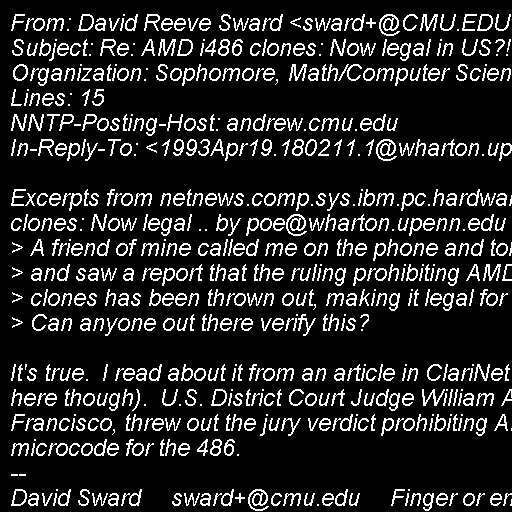 From: David Reeve Sward <sward+@CMU.EDU
Subject: Re: AMD i486 clones: Now legal in US?!
Organization: Sophomore, Math/Computer Scien
Lines: 15
NNTP-Posting-Host: andrew.cmu.edu
In-Reply-To: <1993Apr19.180211.1@wharton.up

Excerpts from netnews.comp.sys.ibm.pc.hardwar
clones: Now legal .. by poe@wharton.upenn.edu
> A friend of mine called me on the phone and tol
> and saw a report that the ruling prohibiting AMD
> clones has been thrown out, making it legal for
> Can anyone out there verify this?

It's true.  I read about it from an article in ClariNet
here though).  U.S. District Court Judge William A
Francisco, threw out the jury verdict prohibiting A
microcode for the 486.
--
David Sward     sward+@cmu.edu     Finger or em